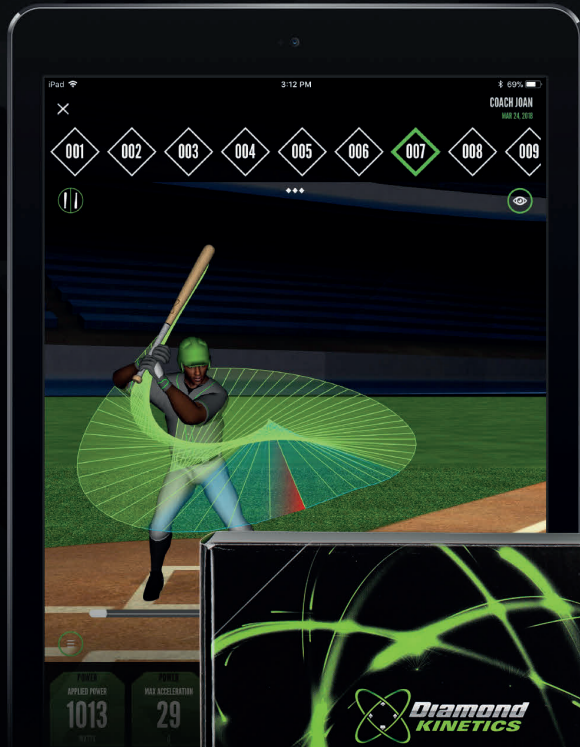 iPad 3:12 PM 69%
COACH JOAN
MAR 24, 2018
001 002 003 004 005 006 007 008 009
POWER POWER
APPLIED POWER MAX ACCELERATION
1013 29
WATTS G
Diamond
KINETICS